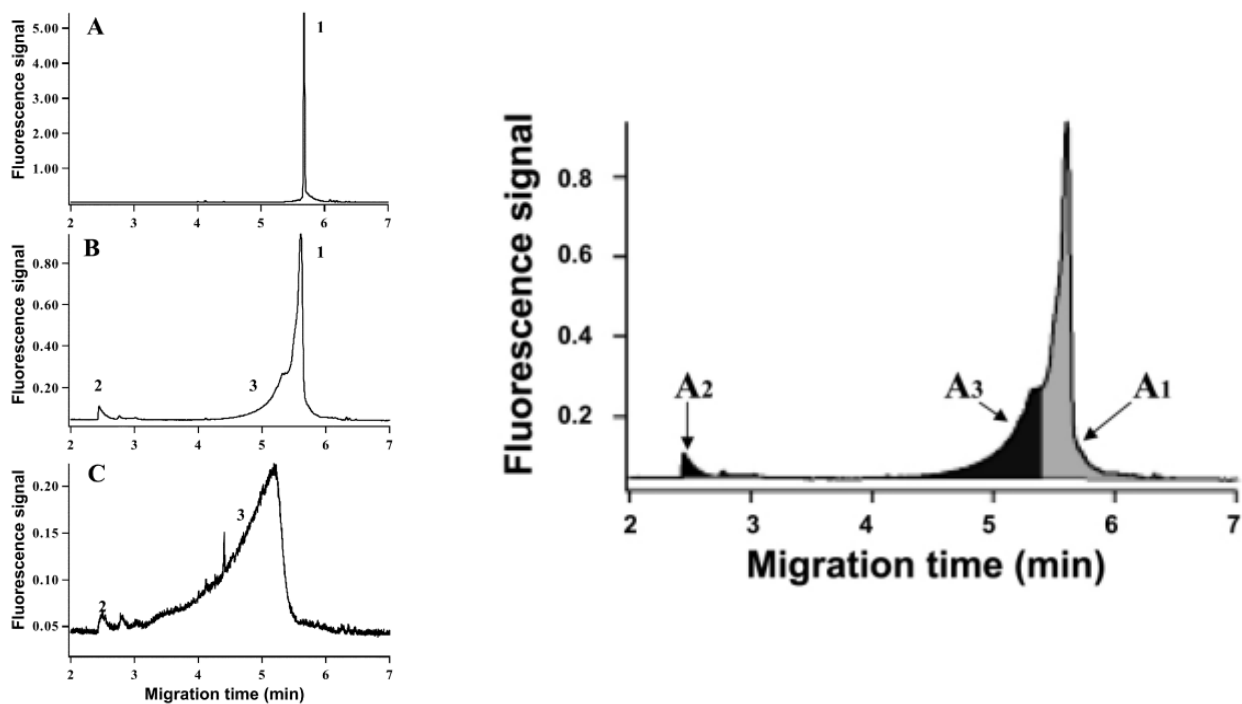 A
1
Fluorescence signal
5.00
4.00
3.00
2.00
1.00
2 3 4 5 6 7
B
1
2
3
Fluorescence signal
0.80
0.60
0.40
0.20
2 3 4 5 6 7
C
3
2
Fluorescence signal
0.20
0.15
0.10
0.05
2 3 4 5 6 7
Migration time (min)
Fluorescence signal
0.8
0.6
0.4
0.2
A2
A3
A1
2 3 4 5 6 7
Migration time (min)